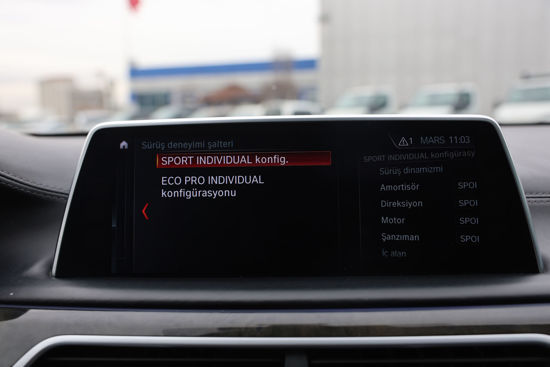 Sürüş deneyimi şalteri
1 MARS 11:03
SPORT INDIVIDUAL konfig.
ECO PRO INDIVIDUAL
konfigürasyonu
SPORT INDIVIDUAL konfigürasy
Sürüş dinamizmi
Amortisör SPOI
Direksiyon SPOI
Motor SPOI
Şanzıman SPOI
İç alan